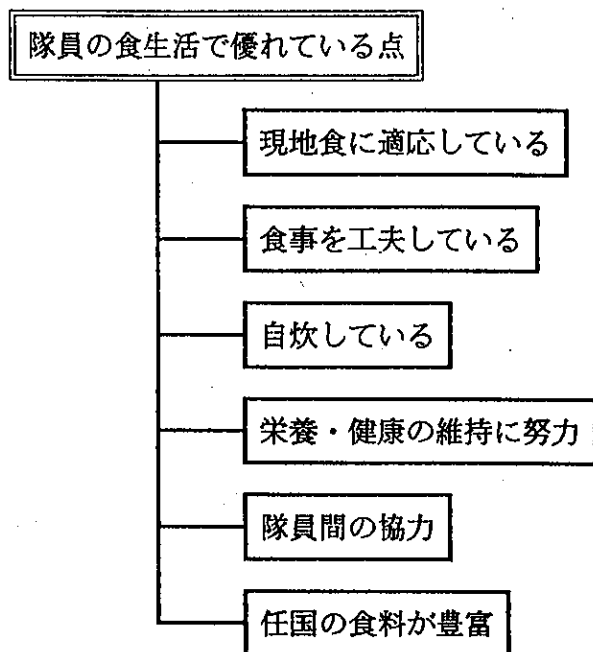 隊員の食生活で優れている点
現地食に適応している
食事を工夫している
自炊している
栄養・健康の維持に努力
隊員間の協力
任国の食料が豊富